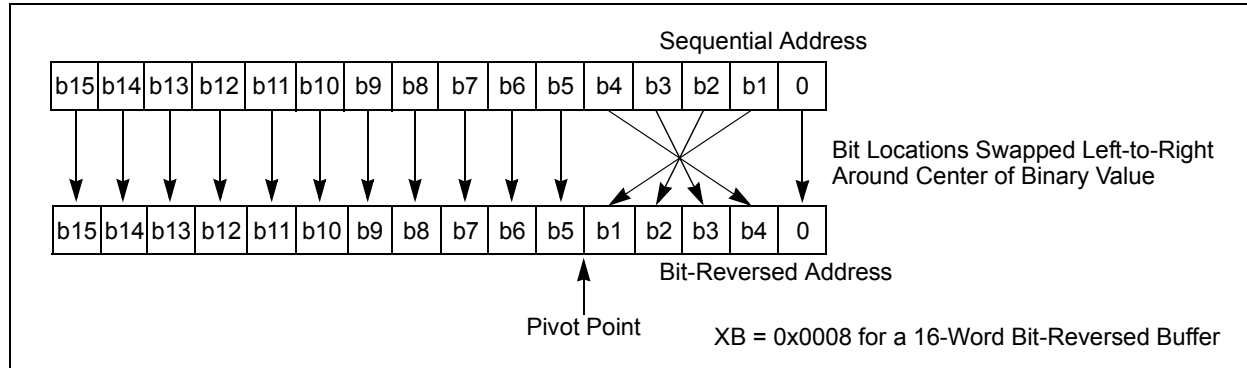 Sequential Address
b15 b14 b13 b12 b11 b10 b9 b8 b7 b6 b5 b4 b3 b2 b1 0
Bit Locations Swapped Left-to-Right
Around Center of Binary Value
b15 b14 b13 b12 b11 b10 b9 b8 b7 b6 b5 b1 b2 b3 b4 0
Bit-Reversed Address
Pivot Point
XB = 0x0008 for a 16-Word Bit-Reversed Buffer